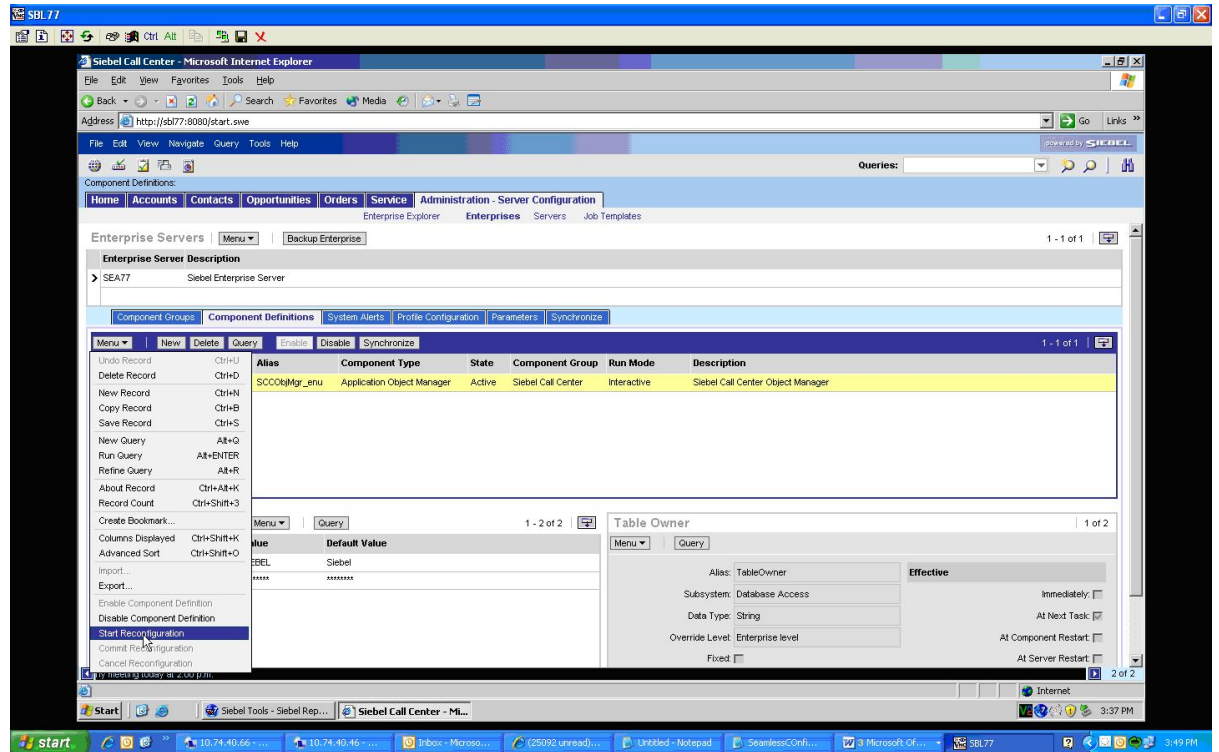 SBL77
Ctrl Alt
Siebel Call Center - Microsoft Internet Explorer
File Edit View Favorites Tools Help
Back Search Favorites Media
Address http://sbl77:8080/start.swe Go Links »
File Edit View Navigate Query Tools Help powered by SIEBEL
Queries:
Component Definitions:
Home Accounts Contacts Opportunities Orders Service Administration - Server Configuration
Enterprise Explorer Enterprises Servers Job Templates
Enterprise Servers Menu Backup Enterprise 1 - 1 of 1
Enterprise Server Description
SEA77 Siebel Enterprise Server
Component Groups Component Definitions System Alerts Profile Configuration Parameters Synchronize
Menu New Delete Query Enable Disable Synchronize 1 - 1 of 1
Undo Record Ctrl+U
Alias Component Type State Component Group Run Mode Description
Delete Record Ctrl+D
SCCObjMgr_enu Application Object Manager Active Siebel Call Center Interactive Siebel Call Center Object Manager
New Record Ctrl+N
Copy Record Ctrl+B
Save Record Ctrl+S
New Query Alt+Q
Run Query Alt+ENTER
Refine Query Alt+R
About Record Ctrl+Alt+K
Record Count Ctrl+Shift+3
Create Bookmark...
Columns Displayed Ctrl+Shift+K
Advanced Sort Ctrl+Shift+O
Import...
Export...
Enable Component Definition
Disable Component Definition
Start Reconfiguration
Commit Reconfiguration
Cancel Reconfiguration
Menu Query 1 - 2 of 2
alue Default Value
EBEL Siebel
***** ********
Table Owner 1 of 2
Menu Query
Alias: TableOwner Effective
Subsystem: Database Access Immediately:
Data Type: String At Next Task:
Override Level: Enterprise level At Component Restart:
Fixed: At Server Restart:
ny meeting today at 2:00 p.m. 2 of 2
Internet
Start Siebel Tools - Siebel Rep... Siebel Call Center - Mi... 3:37 PM
start 10.74.40.66 - ... 10.74.40.46 - ... Inbox - Microso... (25092 unread)... Untitled - Notepad SeamlessCOnfi... 3 Microsoft Of... SBL77 3:49 PM